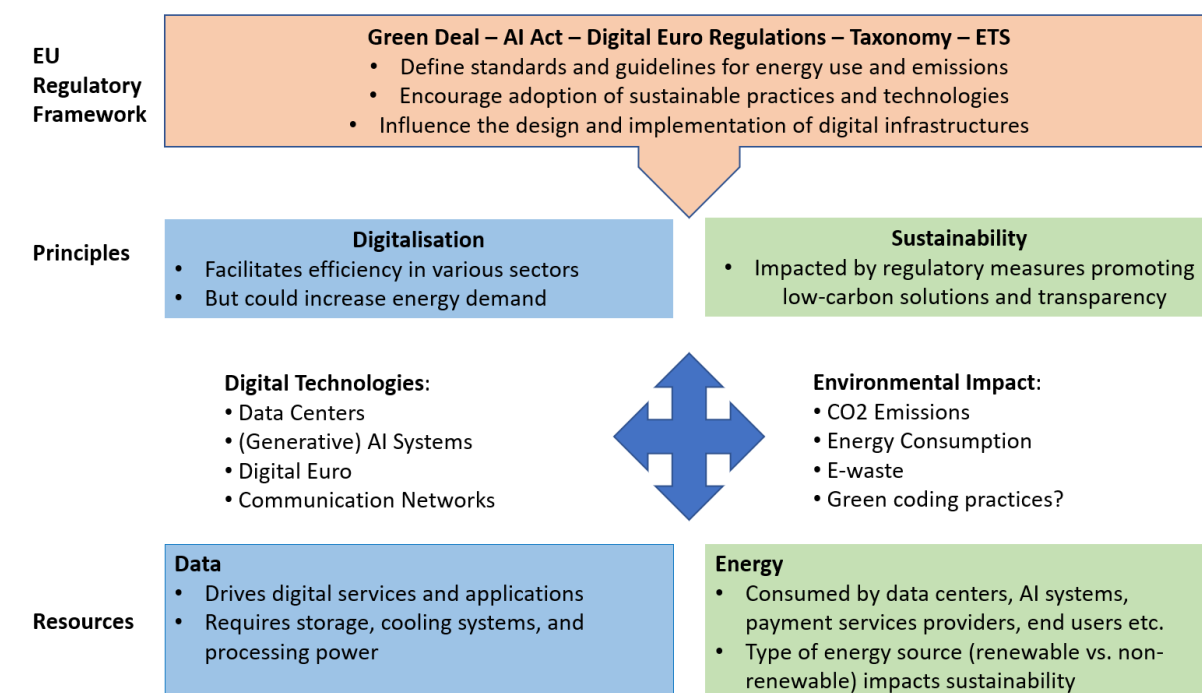 EU
Regulatory
Framework
Green Deal – AI Act – Digital Euro Regulations – Taxonomy – ETS
• Define standards and guidelines for energy use and emissions
• Encourage adoption of sustainable practices and technologies
• Influence the design and implementation of digital infrastructures
Principles
Digitalisation
• Facilitates efficiency in various sectors
• But could increase energy demand
Sustainability
• Impacted by regulatory measures promoting
low-carbon solutions and transparency
Digital Technologies:
• Data Centers
• (Generative) AI Systems
• Digital Euro
• Communication Networks
Environmental Impact:
• CO2 Emissions
• Energy Consumption
• E-waste
• Green coding practices?
Resources
Data
• Drives digital services and applications
• Requires storage, cooling systems, and
processing power
Energy
• Consumed by data centers, AI systems,
payment services providers, end users etc.
• Type of energy source (renewable vs. non-
renewable) impacts sustainability